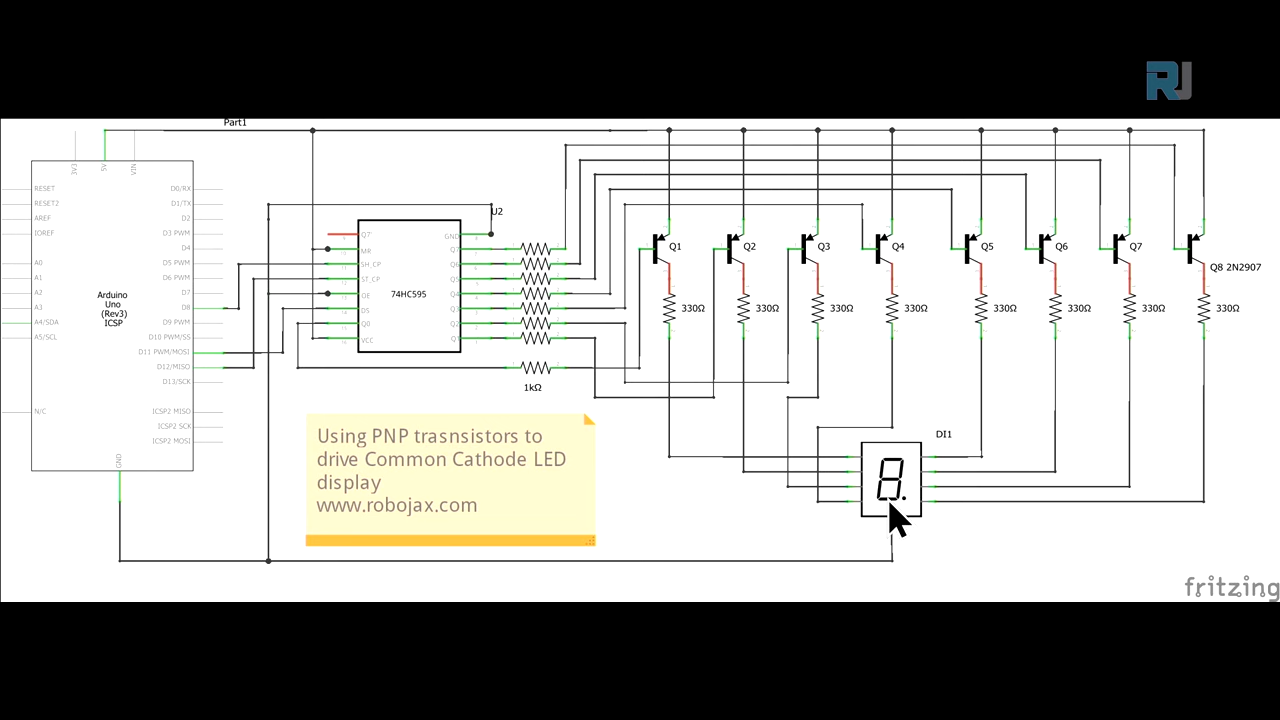 RJ
Part1
3V3
5V
VIN
RESET
RESET2
AREF
IOREF
A0
A1
A2
A3
A4/SDA
A5/SCL
N/C
Arduino
Uno
(Rev3)
ICSP
D0/RX
D1/TX
D2
D3 PWM
D4
D5 PWM
D6 PWM
D7
D8
D9 PWM
D10 PWM/SS
D11 PWM/MOSI
D12/MISO
D13/SCK
ICSP2 MISO
ICSP2 SCK
ICSP2 MOSI
GND
U2
Q7'
MR
SH_CP
ST_CP
OE
DS
Q0
VCC
74HC595
GND
Q7
Q6
Q5
Q4
Q3
Q2
Q1
1kΩ
Q1
Q2
Q3
Q4
Q5
Q6
Q7
Q8 2N2907
330Ω
330Ω
330Ω
330Ω
330Ω
330Ω
330Ω
330Ω
DI1
8.
Using PNP trasnsistors to
drive Common Cathode LED
display
www.robojax.com
fritzing